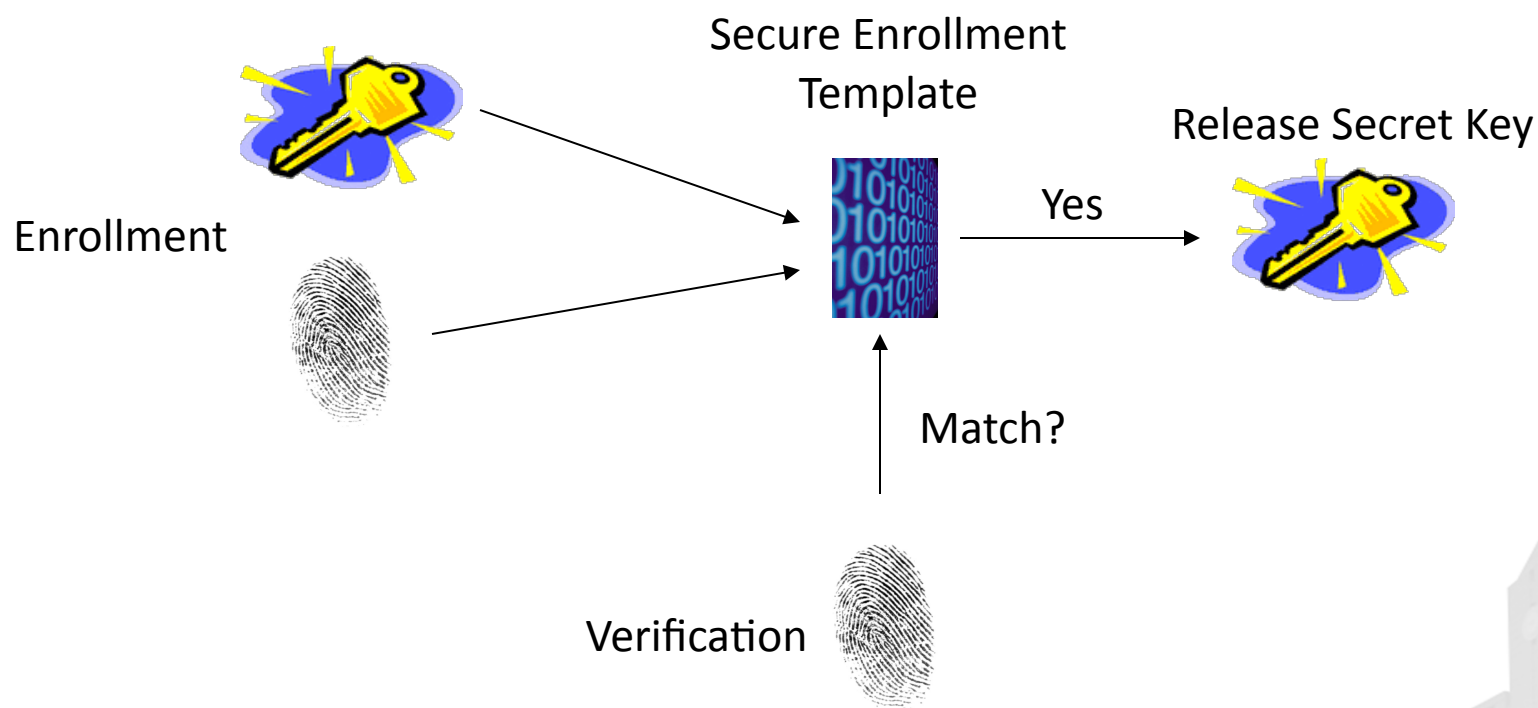 Secure Enrollment
Template
Release Secret Key
Yes
Enrollment
Match?
Verification